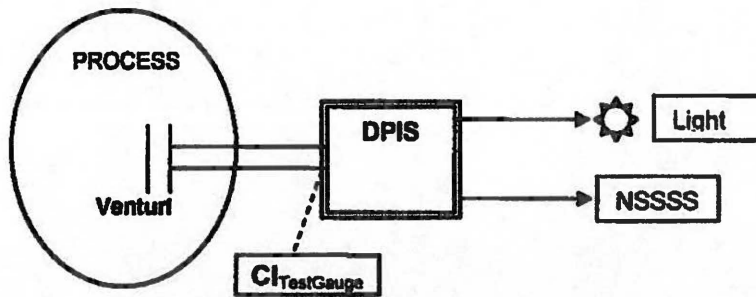 PROCESS
Venturi
DPIS
Light
NSSSS
CITestGauge